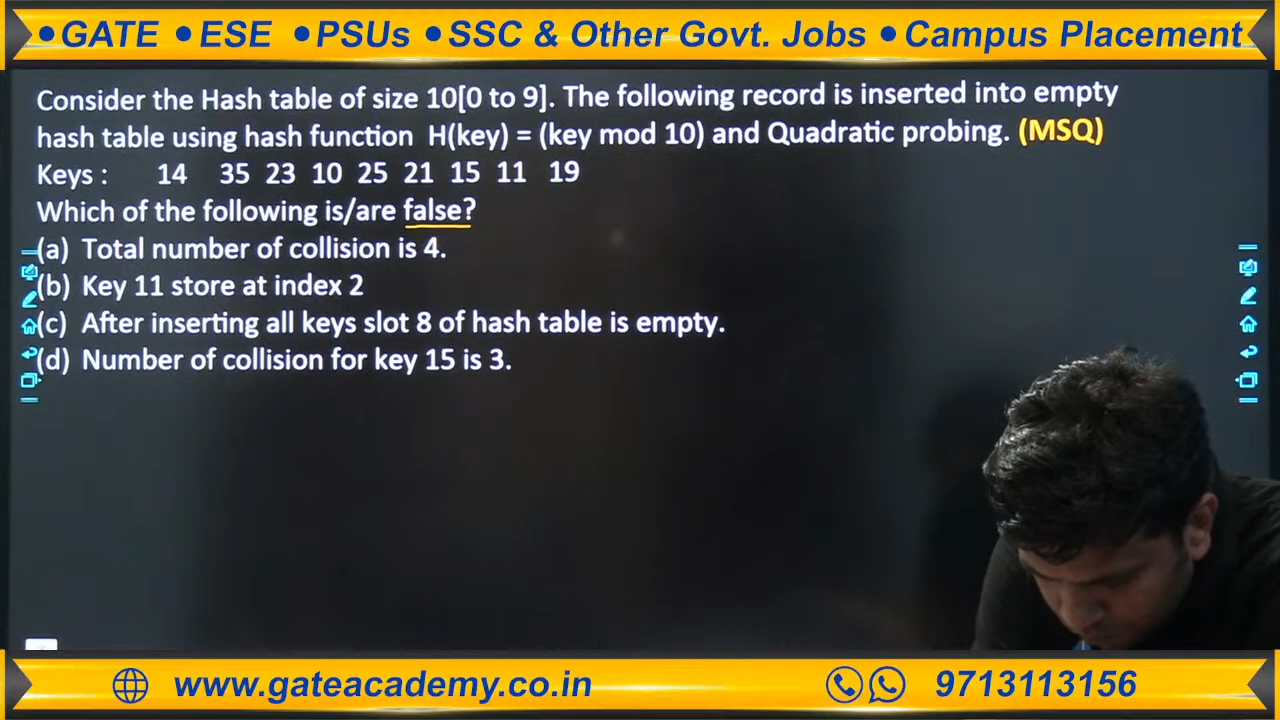 •GATE •ESE •PSUs •SSC & Other Govt. Jobs •Campus Placement
Consider the Hash table of size 10[0 to 9]. The following record is inserted into empty
hash table using hash function H(key) = (key mod 10) and Quadratic probing. (MSQ)
Keys : 14 35 23 10 25 21 15 11 19
Which of the following is/are false?
(a) Total number of collision is 4.
(b) Key 11 store at index 2
(c) After inserting all keys slot 8 of hash table is empty.
(d) Number of collision for key 15 is 3.
www.gateacademy.co.in 9713113156